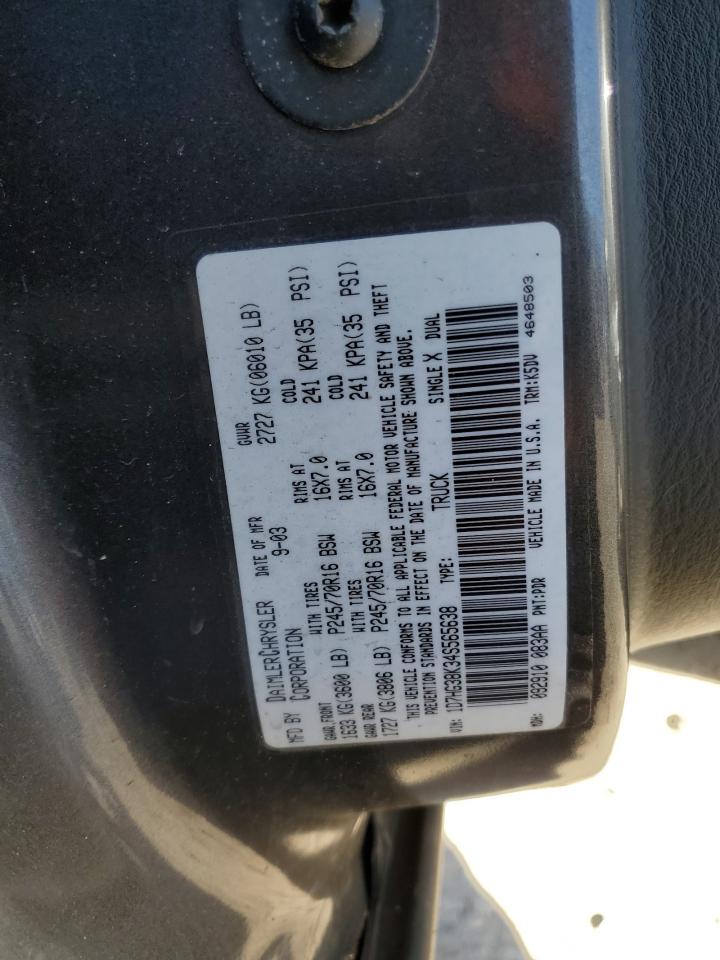 MFD BY DAIMLERCHRYSLER CORPORATION DATE OF MFR 9-03 GVWR 2727 KG(06010 LB)
GAWR FRONT WITH TIRES RIMS AT COLD
1633 KG(3600 LB) P245/70R16 BSW 16X7.0 241 KPA(35 PSI)
GAWR REAR WITH TIRES RIMS AT COLD
1727 KG(3806 LB) P245/70R16 BSW 16X7.0 241 KPA(35 PSI)
THIS VEHICLE CONFORMS TO ALL APPLICABLE FEDERAL MOTOR VEHICLE SAFETY AND THEFT
PREVENTION STANDARDS IN EFFECT ON THE DATE OF MANUFACTURE SHOWN ABOVE.
VIN: 1D7HG38K34S565638 TYPE: TRUCK SINGLE X DUAL
MDH: 092910 083AA PNT:PDR VEHICLE MADE IN U.S.A. TRM:K5DV 4648503